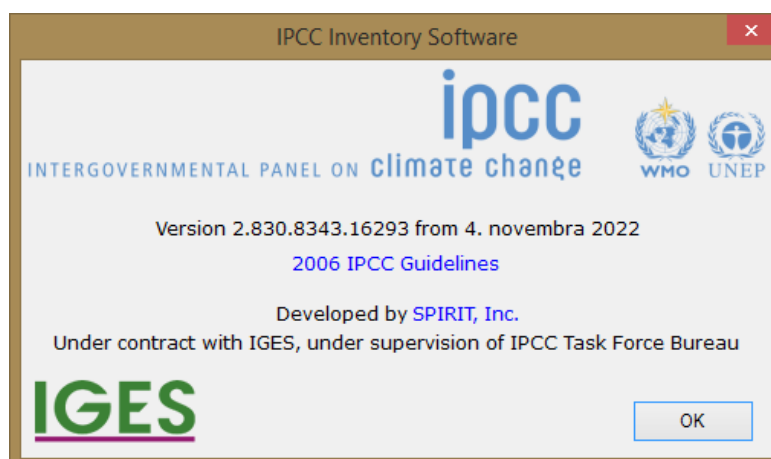 IPCC Inventory Software
ipcc
INTERGOVERNMENTAL PANEL ON climate change
WMO UNEP
Version 2.830.8343.16293 from 4. novembra 2022
2006 IPCC Guidelines
Developed by SPIRIT, Inc.
Under contract with IGES, under supervision of IPCC Task Force Bureau
IGES
OK